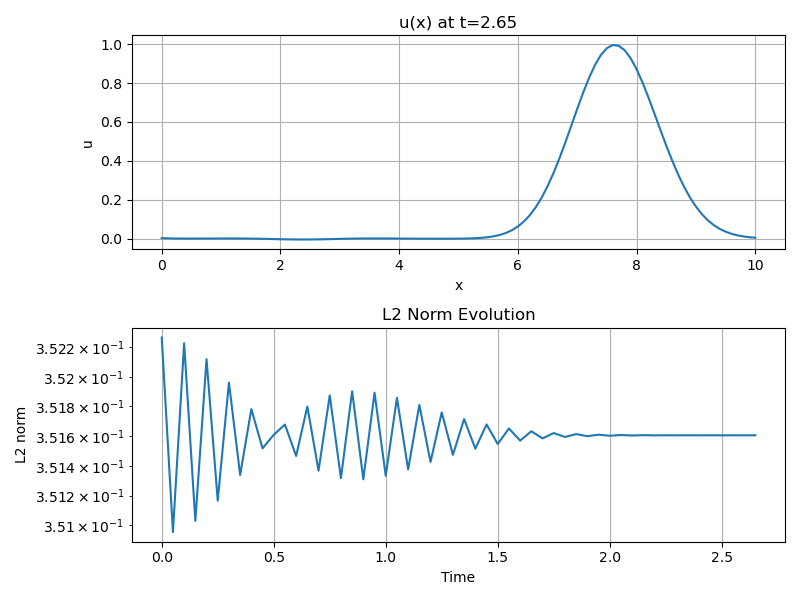 u(x) at t=2.65
1.0
0.8
0.6
0.4
0.2
0.0
u
0 2 4 6 8 10
x
L2 Norm Evolution
3.522 × 10⁻¹
3.52 × 10⁻¹
3.518 × 10⁻¹
3.516 × 10⁻¹
3.514 × 10⁻¹
3.512 × 10⁻¹
3.51 × 10⁻¹
L2 norm
0.0 0.5 1.0 1.5 2.0 2.5
Time